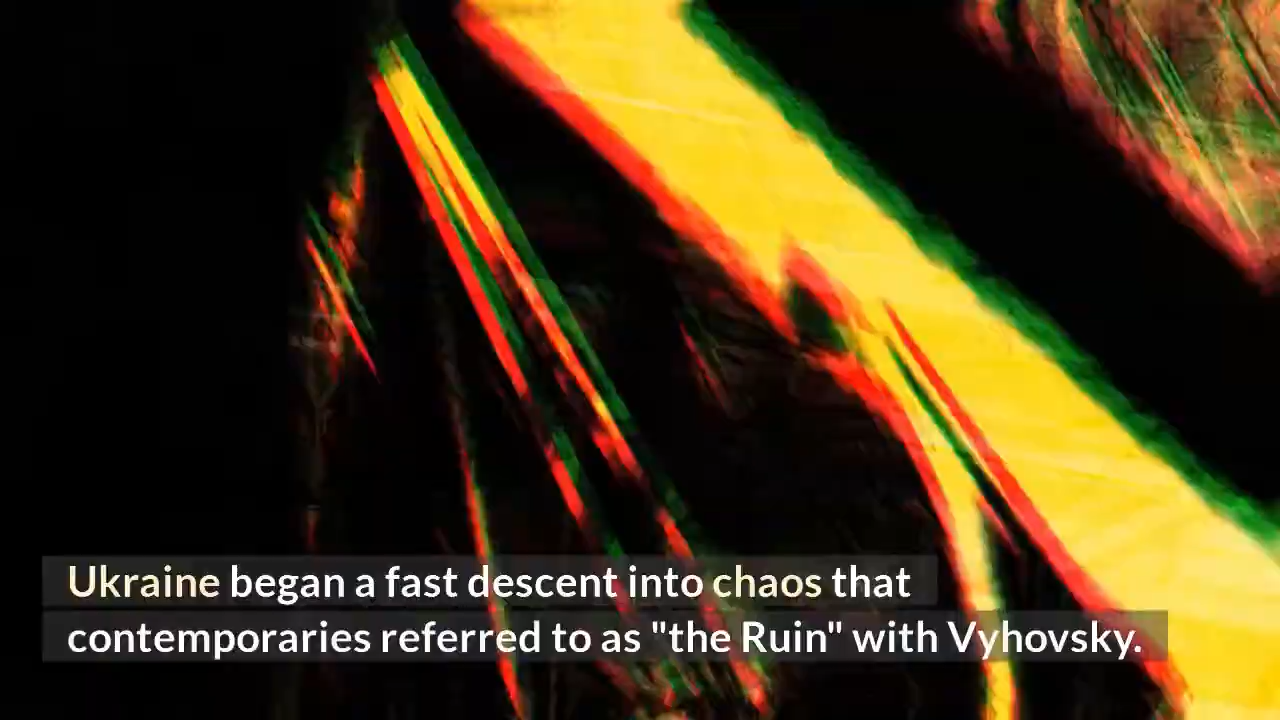 Ukraine began a fast descent into chaos that
contemporaries referred to as "the Ruin" with Vyhovsky.